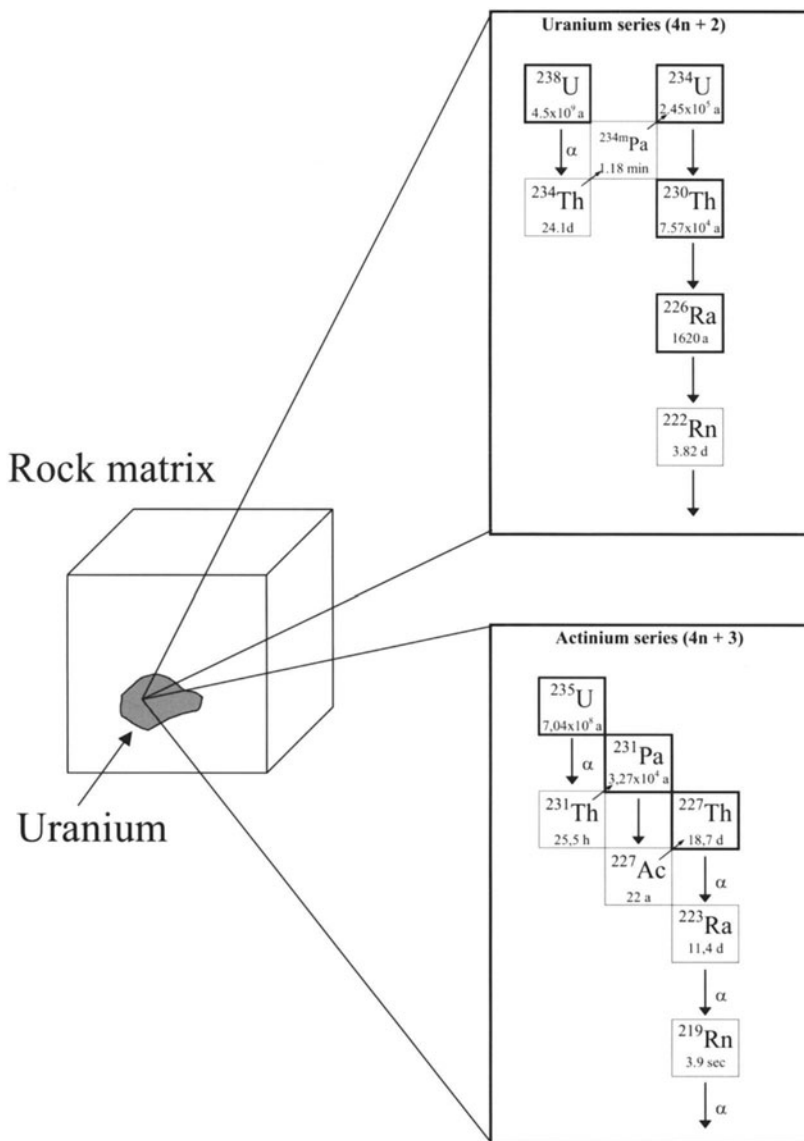 Uranium series (4n + 2)
²³⁸U
4.5x10⁹ a
²³⁴U
2.45x10⁵ a
α
²³⁴ᵐPa
1.18 min
²³⁴Th
24.1d
²³⁰Th
7.57x10⁴ a
²²⁶Ra
1620 a
²²²Rn
3.82 d
Rock matrix
Uranium
Actinium series (4n + 3)
²³⁵U
7,04x10⁸ a
α
²³¹Pa
3,27x10⁴ a
²³¹Th
25,5 h
²²⁷Th
18,7 d
²²⁷Ac
22 a
α
²²³Ra
11,4 d
α
²¹⁹Rn
3.9 sec
α